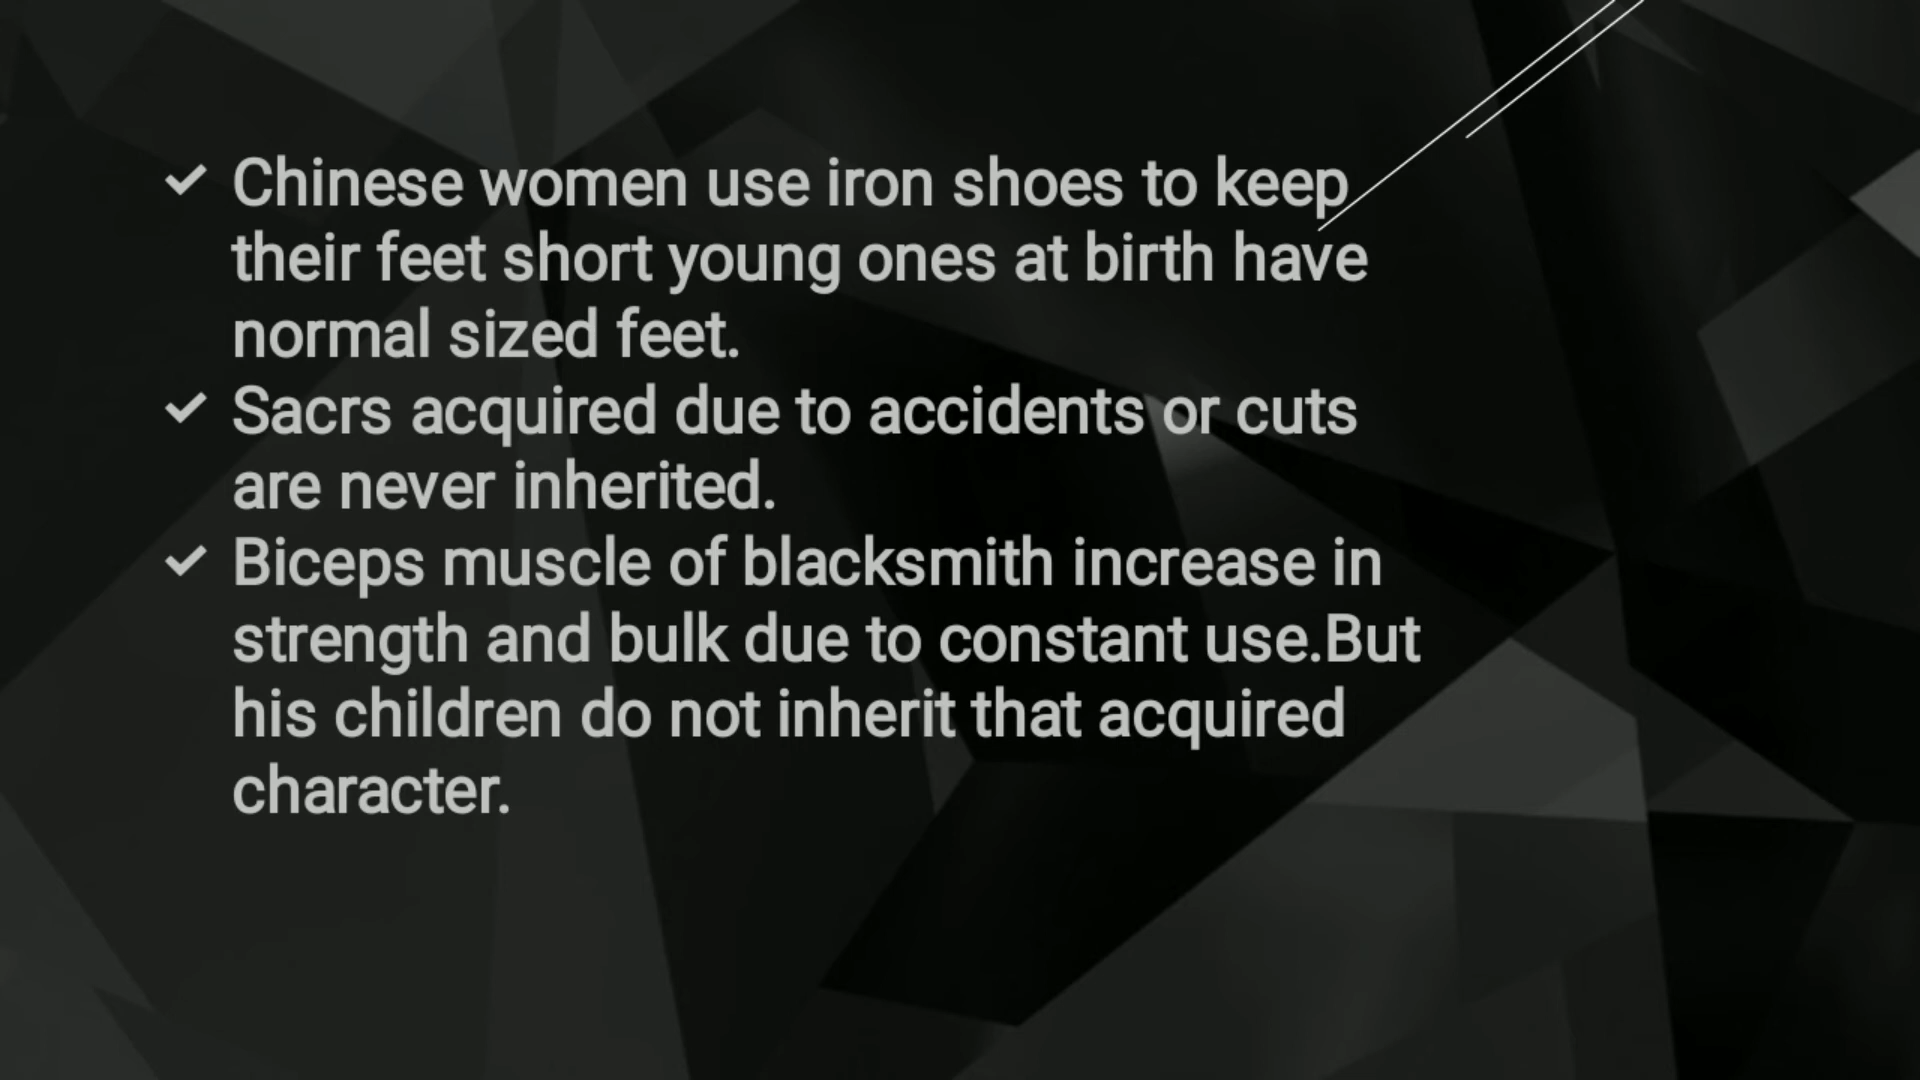 Chinese women use iron shoes to keep
their feet short young ones at birth have
normal sized feet.
Sacrs acquired due to accidents or cuts
are never inherited.
Biceps muscle of blacksmith increase in
strength and bulk due to constant use.But
his children do not inherit that acquired
character.